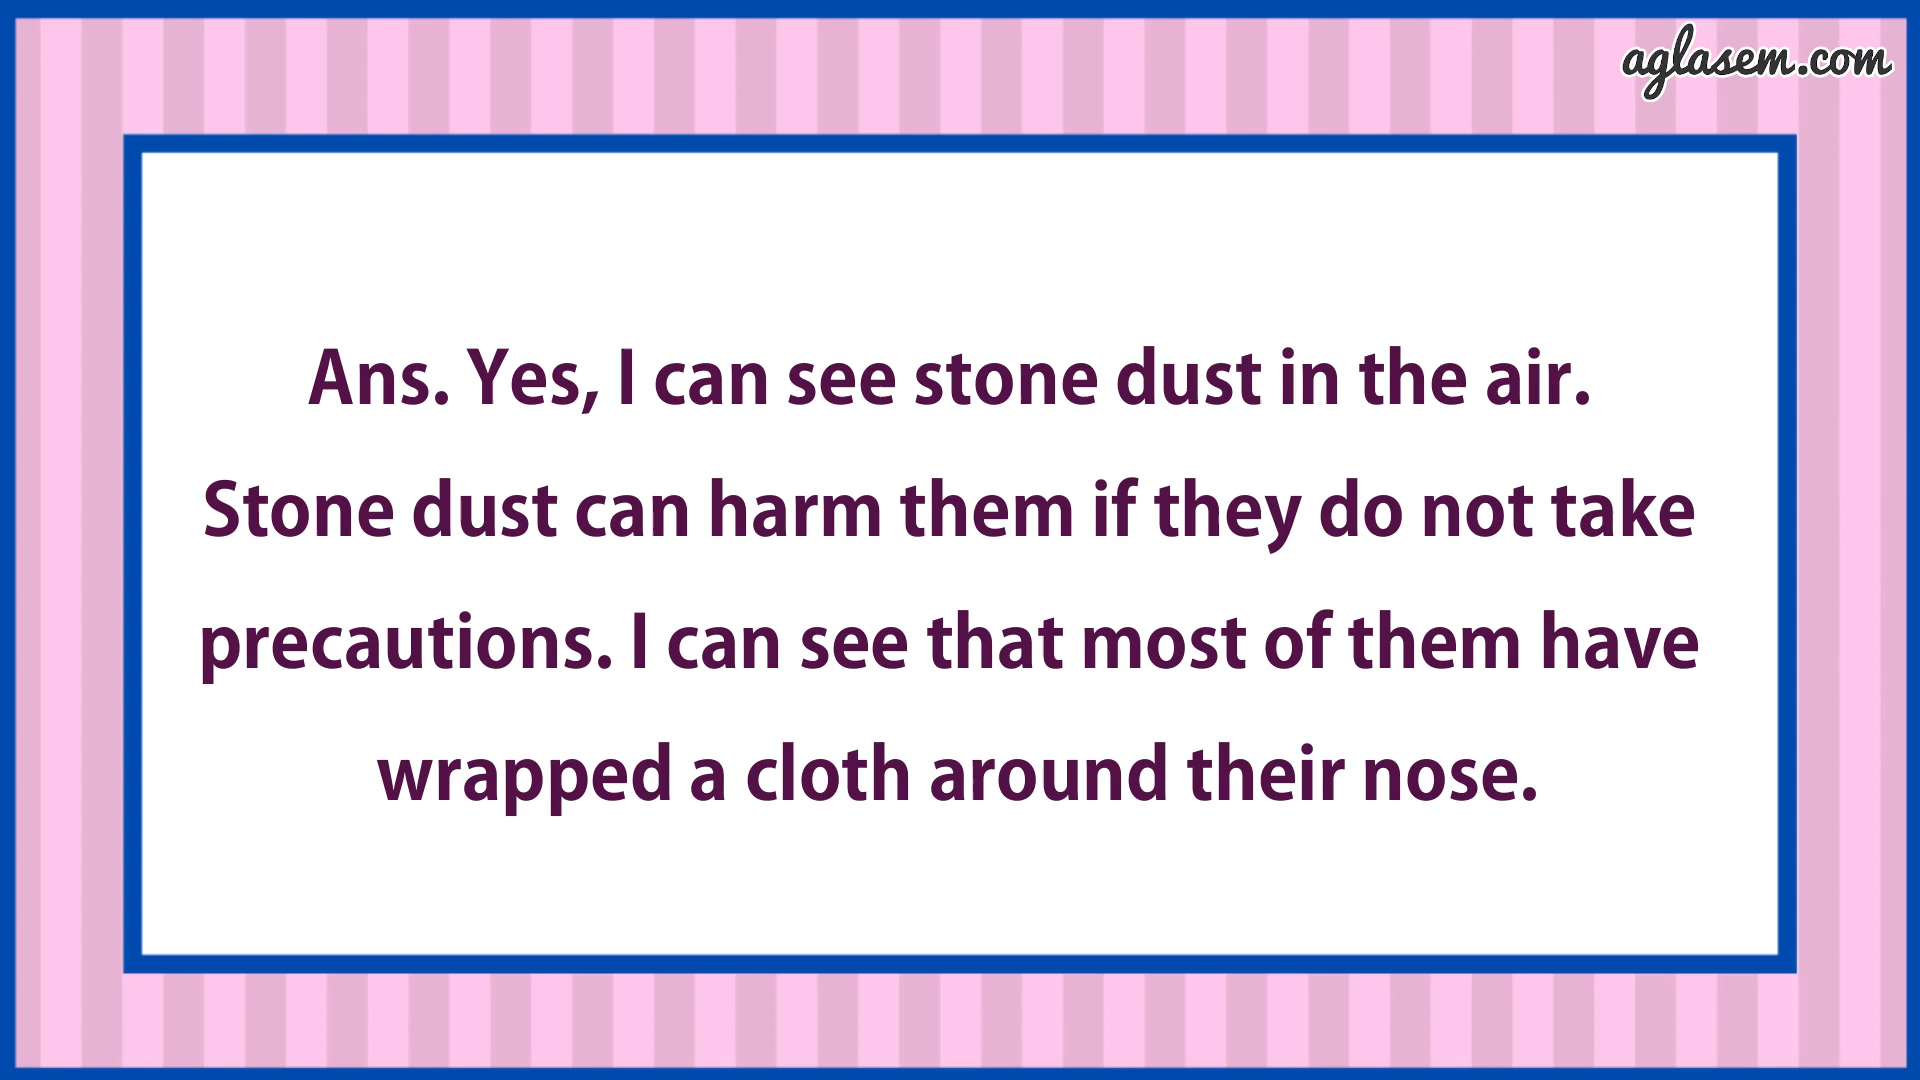 aglasem.com
Ans. Yes, I can see stone dust in the air.
Stone dust can harm them if they do not take
precautions. I can see that most of them have
wrapped a cloth around their nose.